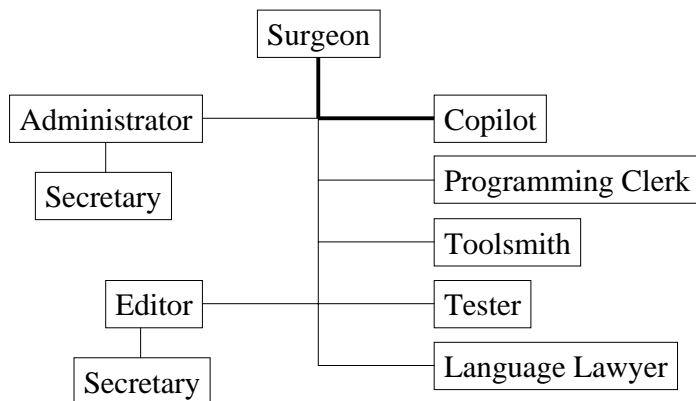 Surgeon
Administrator
Copilot
Secretary
Programming Clerk
Toolsmith
Editor
Tester
Secretary
Language Lawyer